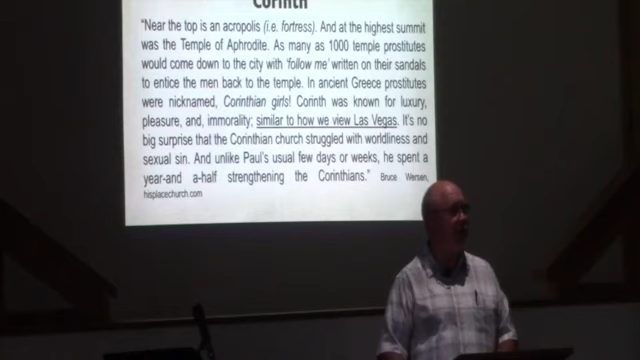 Corinth
"Near the top is an acropolis (i.e. fortress). And at the highest summit
was the Temple of Aphrodite. As many as 1000 temple prostitutes
would come down to the city with 'follow me' written on their sandals
to entice the men back to the temple. In ancient Greece prostitutes
were nicknamed, Corinthian girls! Corinth was known for luxury,
pleasure, and, immorality; similar to how we view Las Vegas. It's no
big surprise that the Corinthian church struggled with worldliness and
sexual sin. And unlike Paul's usual few days or weeks, he spent a
year-and a-half strengthening the Corinthians." Bruce Wersen,
hisplacechurch.com